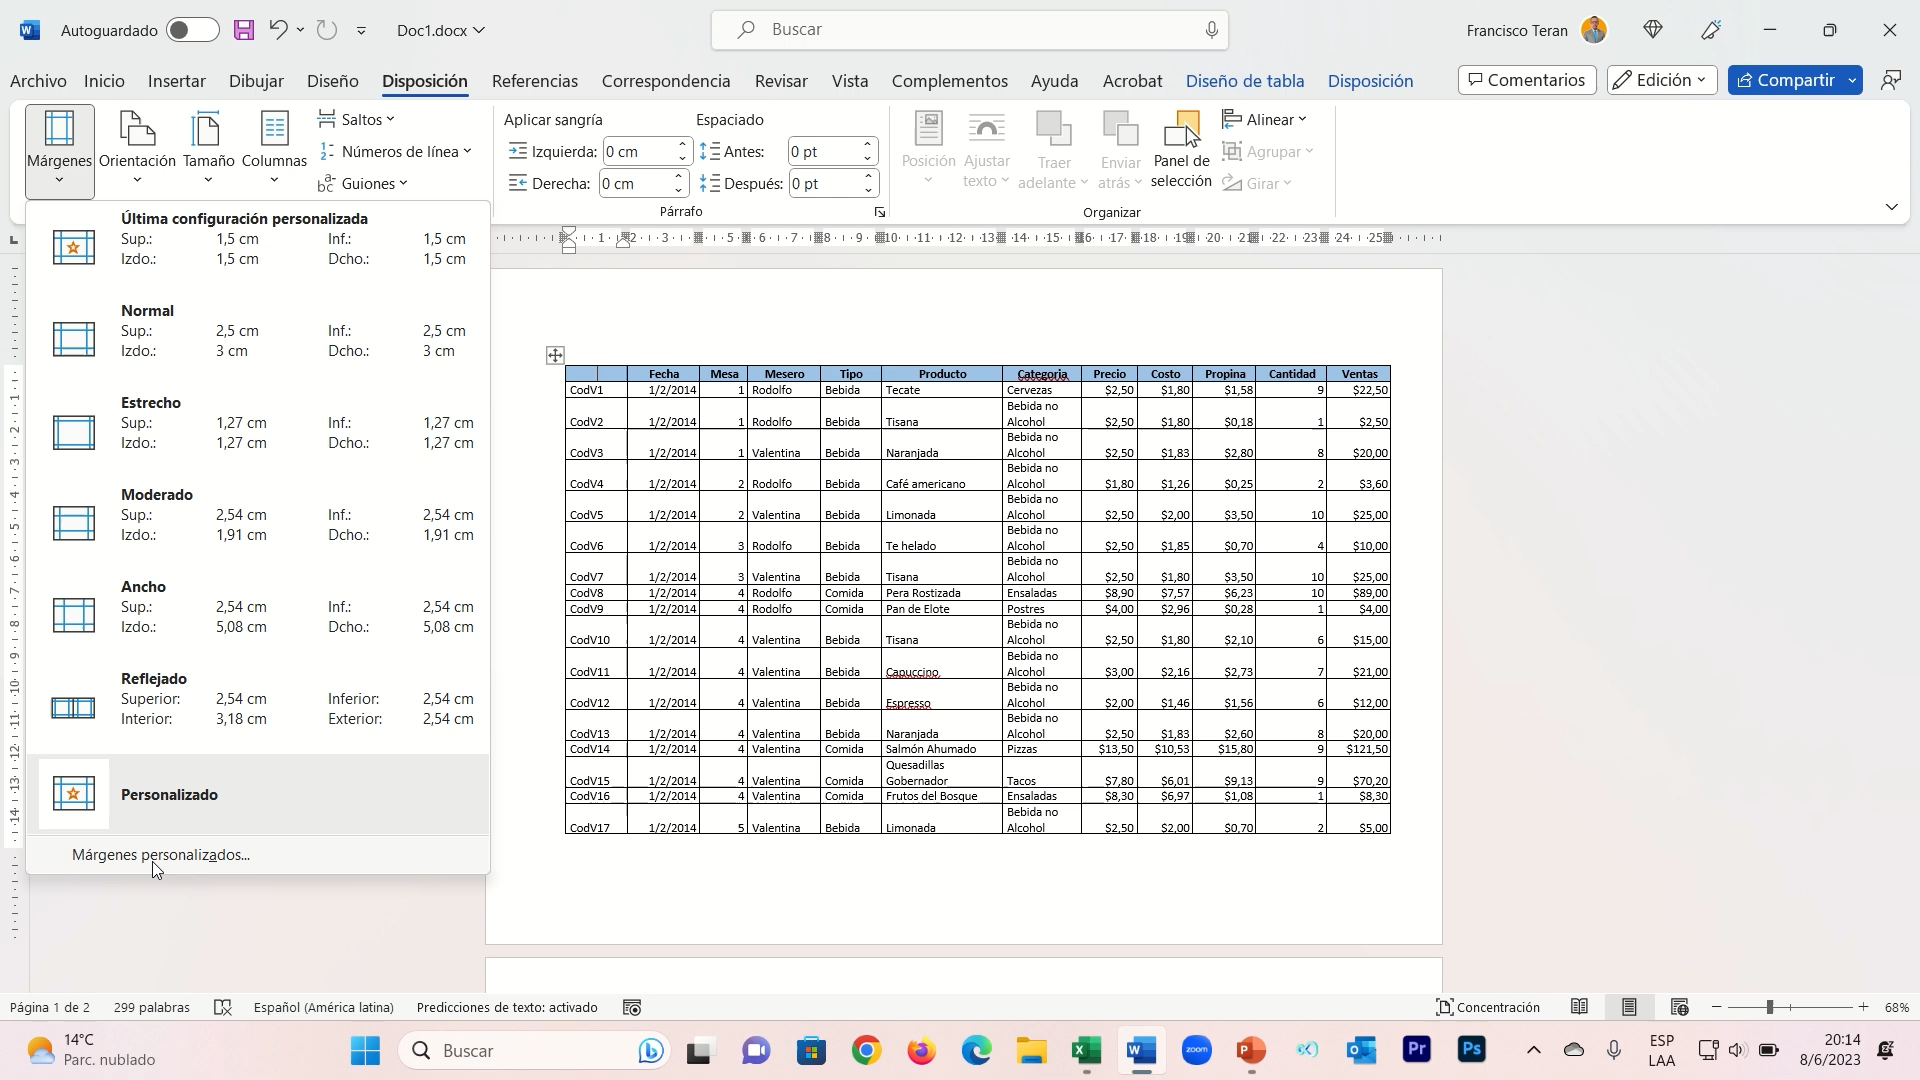 Autoguardado Doc1.docx Buscar Francisco Teran
Archivo Inicio Insertar Dibujar Diseño Disposición Referencias Correspondencia Revisar Vista Complementos Ayuda Acrobat Diseño de tabla Disposición Comentarios Edición Compartir
Márgenes Orientación Tamaño Columnas
Saltos
Números de línea
Guiones
Aplicar sangría Espaciado
Izquierda: 0 cm Antes: 0 pt
Derecha: 0 cm Después: 0 pt
Párrafo
Posición Ajustar texto Traer adelante Enviar atrás Panel de selección
Alinear
Agrupar
Girar
Organizar
Última configuración personalizada
Sup.: 1,5 cm Inf.: 1,5 cm
Izdo.: 1,5 cm Dcho.: 1,5 cm
Normal
Sup.: 2,5 cm Inf.: 2,5 cm
Izdo.: 3 cm Dcho.: 3 cm
Estrecho
Sup.: 1,27 cm Inf.: 1,27 cm
Izdo.: 1,27 cm Dcho.: 1,27 cm
Moderado
Sup.: 2,54 cm Inf.: 2,54 cm
Izdo.: 1,91 cm Dcho.: 1,91 cm
Ancho
Sup.: 2,54 cm Inf.: 2,54 cm
Izdo.: 5,08 cm Dcho.: 5,08 cm
Reflejado
Superior: 2,54 cm Inferior: 2,54 cm
Interior: 3,18 cm Exterior: 2,54 cm
Personalizado
Márgenes personalizados...
Fecha Mesa Mesero Tipo Producto Categoria Precio Costo Propina Cantidad Ventas
CodV1 1/2/2014 1 Rodolfo Bebida Tecate Cervezas $2,50 $1,80 $1,58 9 $22,50
CodV2 1/2/2014 1 Rodolfo Bebida Tisana Bebida no Alcohol $2,50 $1,80 $0,18 1 $2,50
CodV3 1/2/2014 1 Valentina Bebida Naranjada Bebida no Alcohol $2,50 $1,83 $2,80 8 $20,00
CodV4 1/2/2014 2 Rodolfo Bebida Café americano Bebida no Alcohol $1,80 $1,26 $0,25 2 $3,60
CodV5 1/2/2014 2 Valentina Bebida Limonada Bebida no Alcohol $2,50 $2,00 $3,50 10 $25,00
CodV6 1/2/2014 3 Rodolfo Bebida Te helado Bebida no Alcohol $2,50 $1,85 $0,70 4 $10,00
CodV7 1/2/2014 3 Valentina Bebida Tisana Bebida no Alcohol $2,50 $1,80 $3,50 10 $25,00
CodV8 1/2/2014 4 Rodolfo Comida Pera Rostizada Ensaladas $8,90 $7,57 $6,23 10 $89,00
CodV9 1/2/2014 4 Rodolfo Comida Pan de Elote Postres $4,00 $2,96 $0,28 1 $4,00
CodV10 1/2/2014 4 Valentina Bebida Tisana Bebida no Alcohol $2,50 $1,80 $2,10 6 $15,00
CodV11 1/2/2014 4 Valentina Bebida Capuccino Bebida no Alcohol $3,00 $2,16 $2,73 7 $21,00
CodV12 1/2/2014 4 Valentina Bebida Espresso Bebida no Alcohol $2,00 $1,46 $1,56 6 $12,00
CodV13 1/2/2014 4 Valentina Bebida Naranjada Bebida no Alcohol $2,50 $1,83 $2,60 8 $20,00
CodV14 1/2/2014 4 Valentina Comida Salmón Ahumado Pizzas $13,50 $10,53 $15,80 9 $121,50
CodV15 1/2/2014 4 Valentina Comida Quesadillas Gobernador Tacos $7,80 $6,01 $9,13 9 $70,20
CodV16 1/2/2014 4 Valentina Comida Frutos del Bosque Ensaladas $8,30 $6,97 $1,08 1 $8,30
CodV17 1/2/2014 5 Valentina Bebida Limonada Bebida no Alcohol $2,50 $2,00 $0,70 2 $5,00
Página 1 de 2 299 palabras Español (América latina) Predicciones de texto: activado Concentración 68%
14°C
Parc. nublado
Buscar
zoom
Pr
Ps
ESP
LAA
20:14
8/6/2023